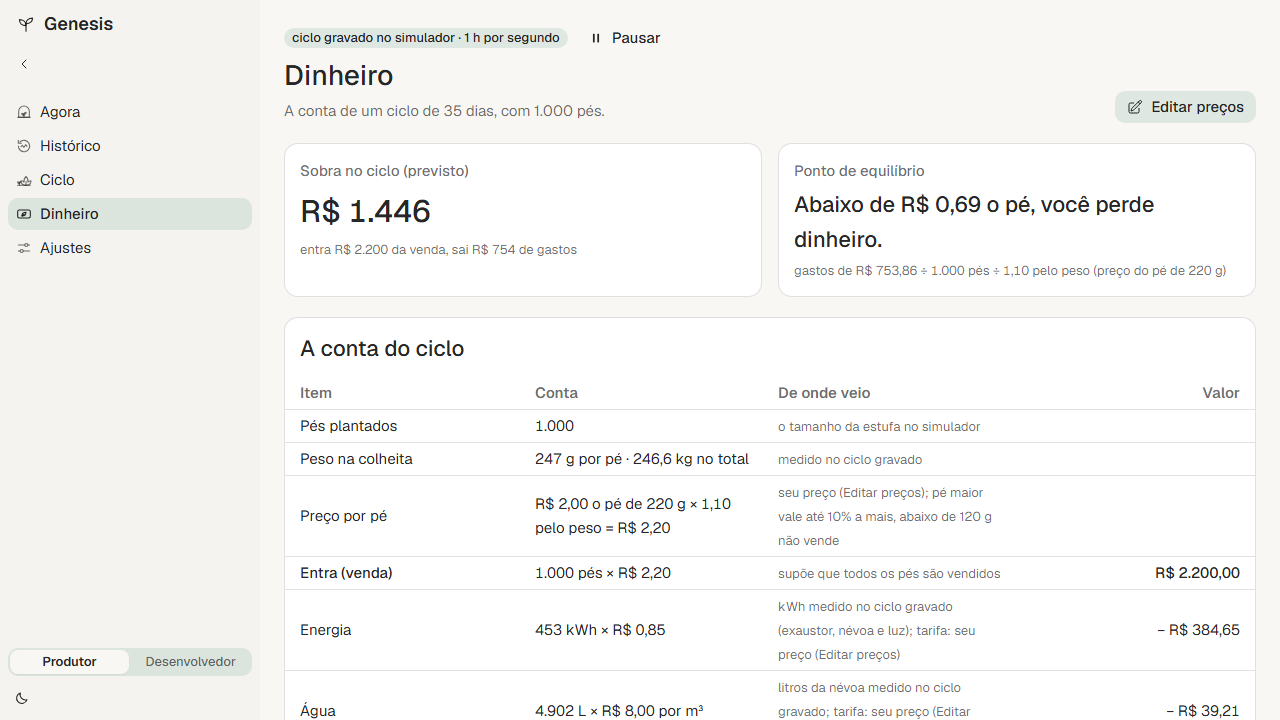 Genesis
Agora
Histórico
Ciclo
Dinheiro
Ajustes
Produtor
Desenvolvedor
ciclo gravado no simulador · 1 h por segundo
Pausar
Dinheiro
A conta de um ciclo de 35 dias, com 1.000 pés.
Editar preços
Sobra no ciclo (previsto)
R$ 1.446
entra R$ 2.200 da venda, sai R$ 754 de gastos
Ponto de equilíbrio
Abaixo de R$ 0,69 o pé, você perde
dinheiro.
gastos de R$ 753,86 ÷ 1.000 pés ÷ 1,10 pelo peso (preço do pé de 220 g)
A conta do ciclo
Item Conta De onde veio Valor
Pés plantados 1.000 o tamanho da estufa no simulador
Peso na colheita 247 g por pé · 246,6 kg no total medido no ciclo gravado
Preço por pé
R$ 2,00 o pé de 220 g × 1,10
pelo peso = R$ 2,20
seu preço (Editar preços); pé maior
vale até 10% a mais, abaixo de 120 g
não vende
Entra (venda) 1.000 pés × R$ 2,20 supõe que todos os pés são vendidos R$ 2.200,00
Energia 453 kWh × R$ 0,85
kWh medido no ciclo gravado
(exaustor, névoa e luz); tarifa: seu
preço (Editar preços)
− R$ 384,65
Água 4.902 L × R$ 8,00 por m³
litros da névoa medido no ciclo
gravado; tarifa: seu preço (Editar
− R$ 39,21